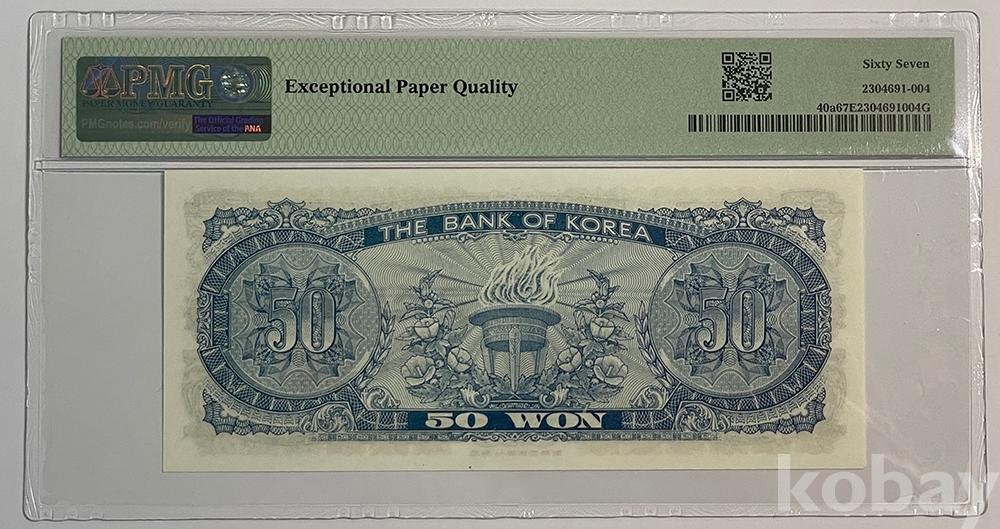 PMG
PAPER MONEY GUARANTY
PMGnotes.com/verify
The Official Grading
Service of the ANA
Exceptional Paper Quality
Sixty Seven
2304691-004
40a67E2304691004G
THE BANK OF KOREA
50
50
50 WON
kobay